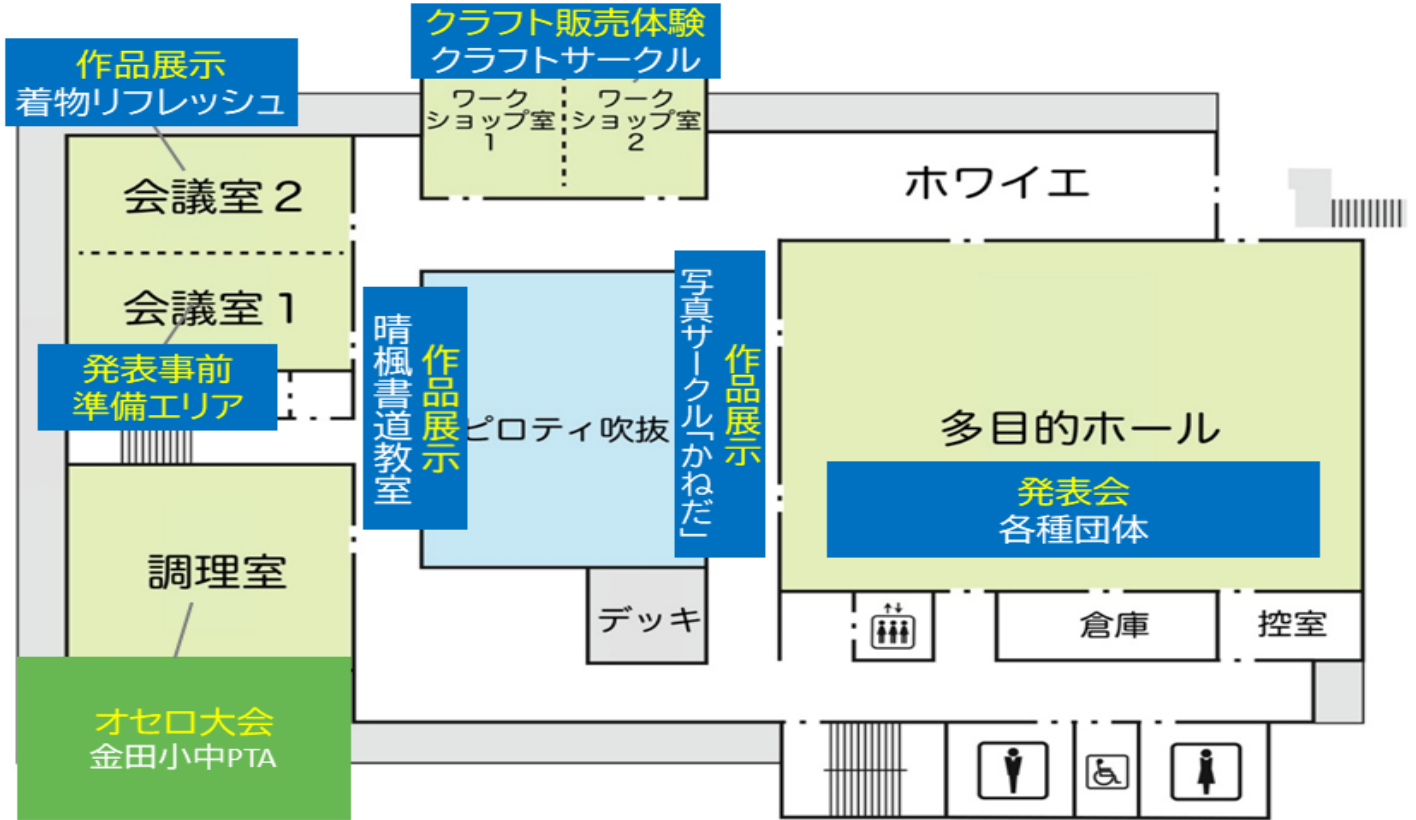 クラフト販売体験
クラフトサークル
作品展示
着物リフレッシュ
ワーク
ショップ室
1
ワーク
ショップ室
2
会議室2
ホワイエ
会議室1
発表事前
準備エリア
作品展示
晴楓書道教室
ピロティ吹抜
作品展示
写真サークル「かねだ」
多目的ホール
発表会
各種団体
調理室
デッキ
倉庫
控室
オセロ大会
金田小中PTA